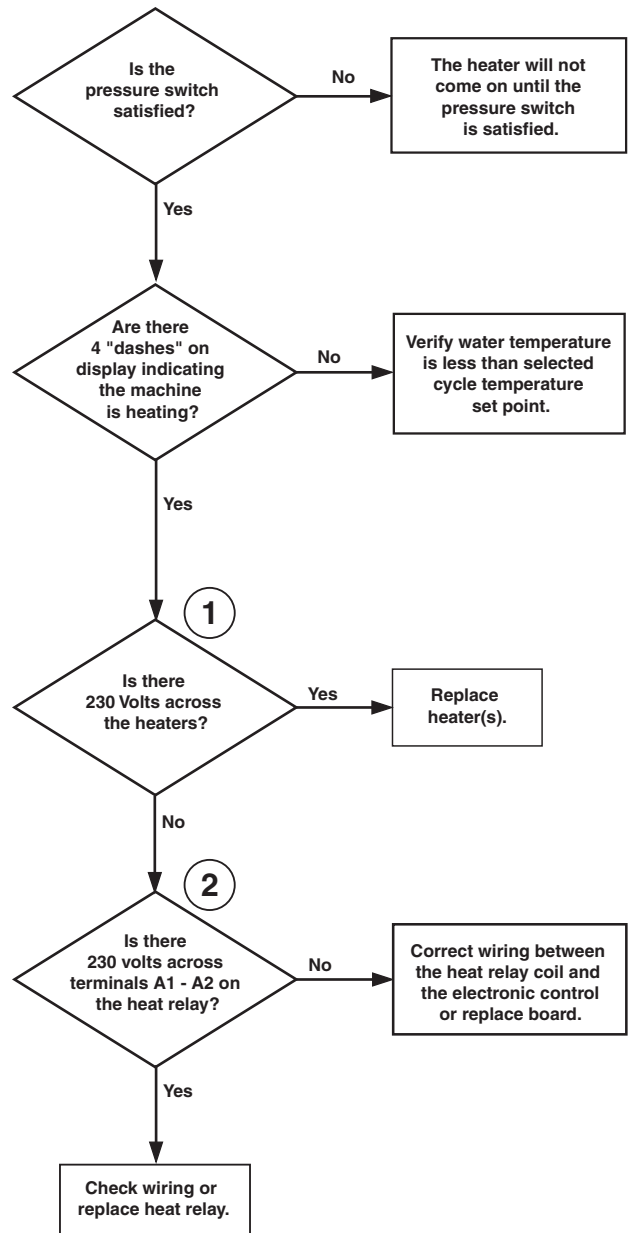 Is the
pressure switch
satisfied?
No
The heater will not
come on until the
pressure switch
is satisfied.
Yes
Are there
4 "dashes" on
display indicating
the machine
is heating?
No
Verify water temperature
is less than selected
cycle temperature
set point.
Yes
1
Is there
230 Volts across
the heaters?
Yes
Replace
heater(s).
No
2
Is there
230 volts across
terminals A1 - A2 on
the heat relay?
No
Correct wiring between
the heat relay coil and
the electronic control
or replace board.
Yes
Check wiring or
replace heat relay.